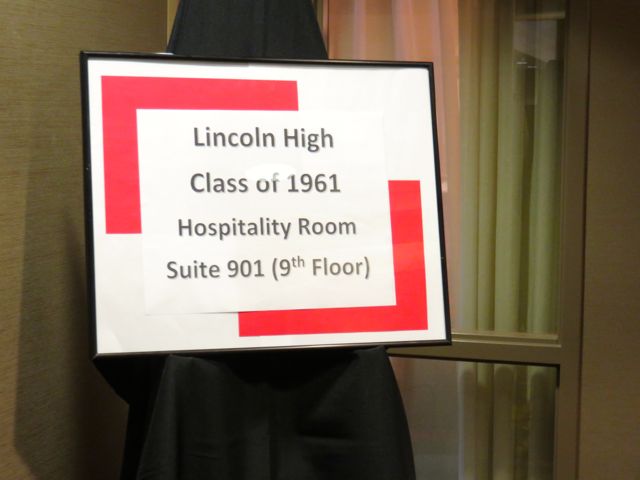 Lincoln High
Class of 1961
Hospitality Room
Suite 901 (9th Floor)